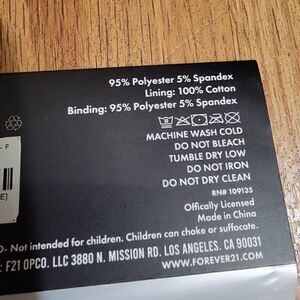 95% Polyester 5% Spandex
Lining: 100% Cotton
Binding: 95% Polyester 5% Spandex
MACHINE WASH COLD
DO NOT BLEACH
TUMBLE DRY LOW
DO NOT IRON
DO NOT DRY CLEAN
RN# 109135
Offically Licensed
Made in China
- Not intended for children. Children can choke or suffocate.
: F21 OPCO. LLC 3880 N. MISSION RD. LOS ANGELES. CA 90031
WWW.FOREVER21.COM